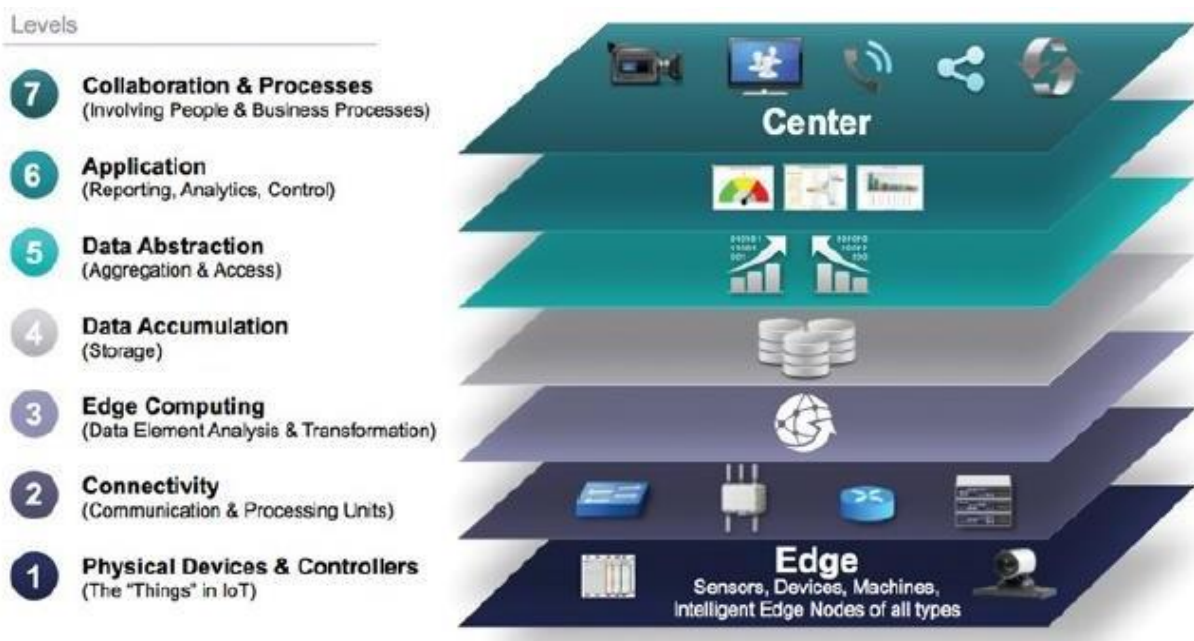 Levels
7
Collaboration & Processes
(Involving People & Business Processes)
6
Application
(Reporting, Analytics, Control)
5
Data Abstraction
(Aggregation & Access)
4
Data Accumulation
(Storage)
3
Edge Computing
(Data Element Analysis & Transformation)
2
Connectivity
(Communication & Processing Units)
1
Physical Devices & Controllers
(The "Things" in IoT)
Center
Edge
Sensors, Devices, Machines,
Intelligent Edge Nodes of all types